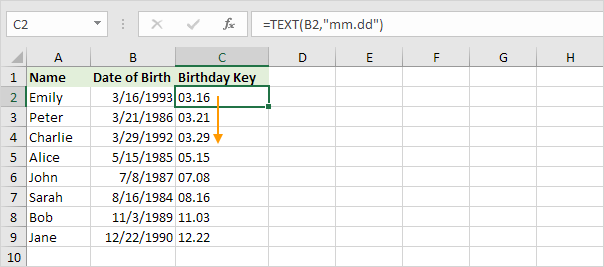 C2 fx =TEXT(B2,"mm.dd")
A B C D E F G H
1 Name Date of Birth Birthday Key
2 Emily 3/16/1993 03.16
3 Peter 3/21/1986 03.21
4 Charlie 3/29/1992 03.29
5 Alice 5/15/1985 05.15
6 John 7/8/1987 07.08
7 Sarah 8/16/1984 08.16
8 Bob 11/3/1989 11.03
9 Jane 12/22/1990 12.22
10